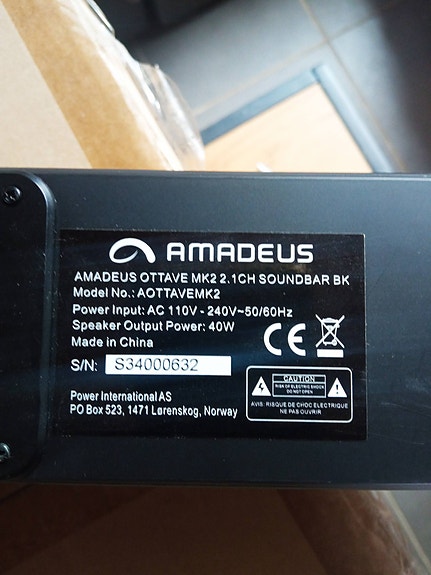 AMADEUS
AMADEUS OTTAVE MK2 2.1CH SOUNDBAR BK
Model No.: AOTTAVEMK2
Power Input: AC 110V - 240V~50/60Hz
Speaker Output Power: 40W
Made in China
CE
S/N: S34000632
CAUTION
RISK OF ELECTRIC SHOCK
DO NOT OPEN
AVIS: RISQUE DE CHOC ELECTRIQUE
NE PAS OUVRIR
Power International AS
PO Box 523, 1471 Lørenskog, Norway